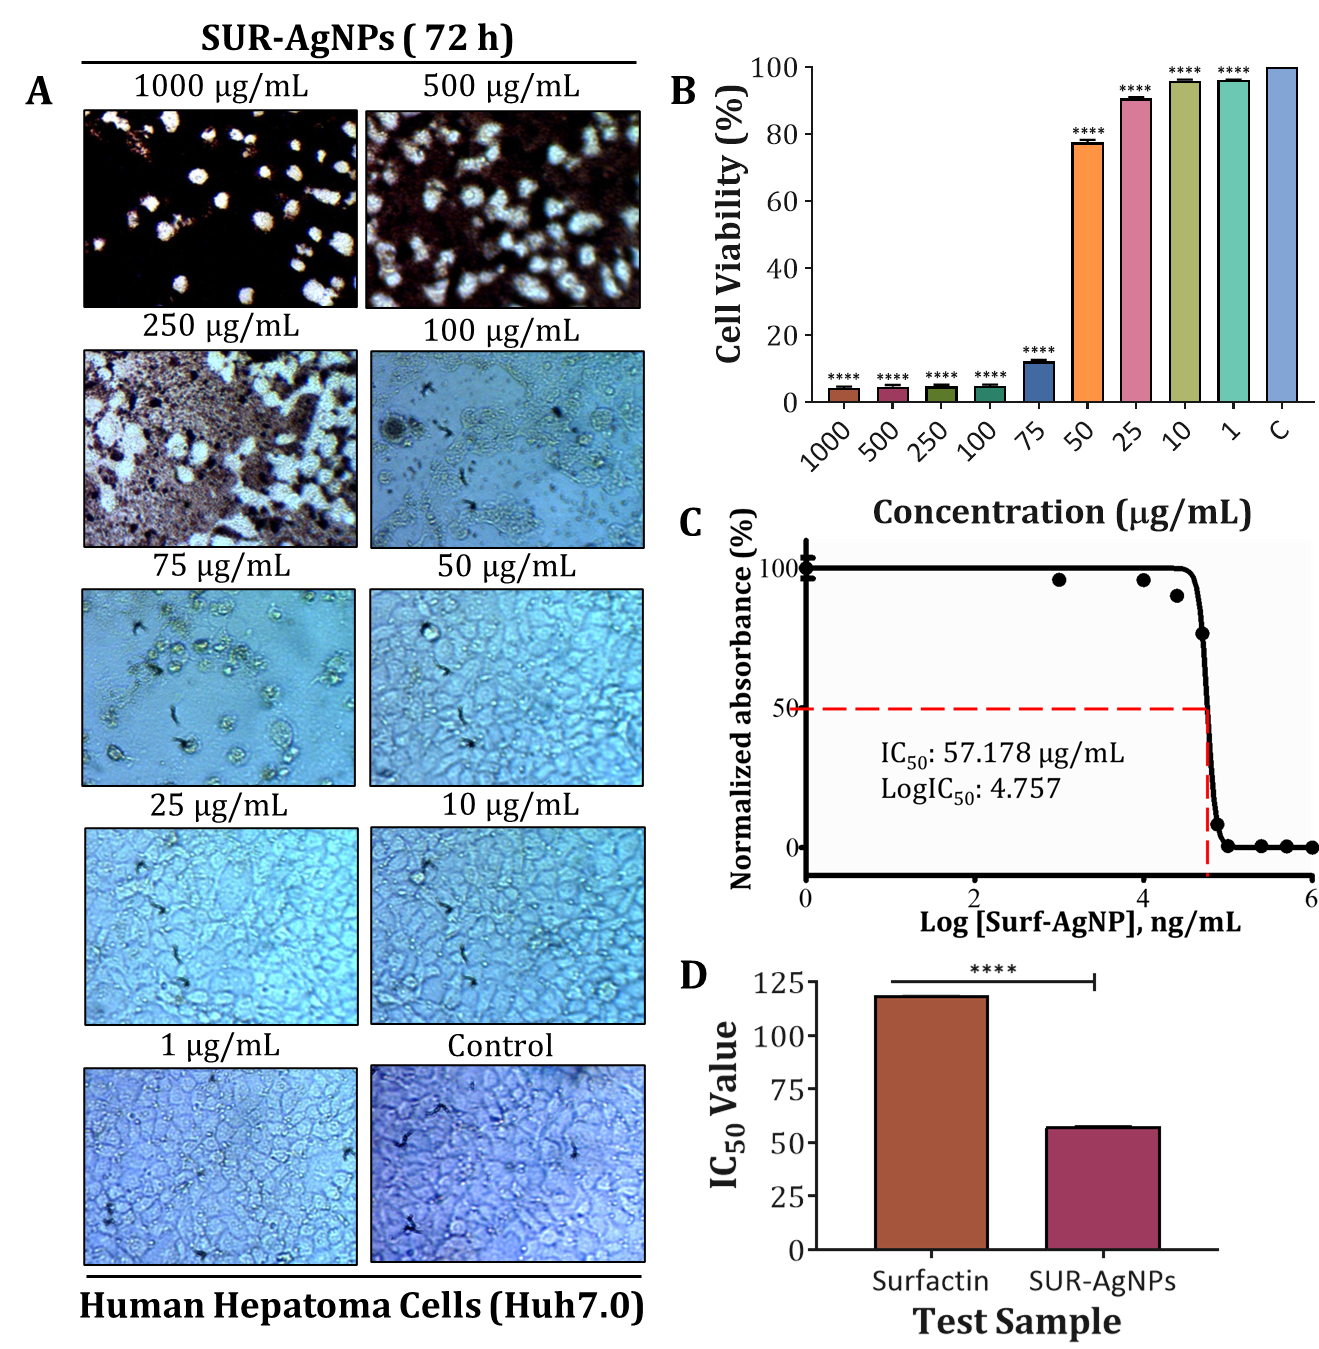 SUR-AgNPs ( 72 h)
A
1000 µg/mL
500 µg/mL
250 µg/mL
100 µg/mL
75 µg/mL
50 µg/mL
25 µg/mL
10 µg/mL
1 µg/mL
Control
Human Hepatoma Cells (Huh7.0)
B
Cell Viability (%)
100
80
60
40
20
0
**** **** **** **** **** **** **** **** ****
1000 500 250 100 75 50 25 10 1 C
Concentration (µg/mL)
C
Normalized absorbance (%)
100
50
0
IC50: 57.178 µg/mL
LogIC50: 4.757
0 2 4 6
Log [Surf-AgNP], ng/mL
D
IC50 Value
125
100
75
50
25
0
****
Surfactin SUR-AgNPs
Test Sample